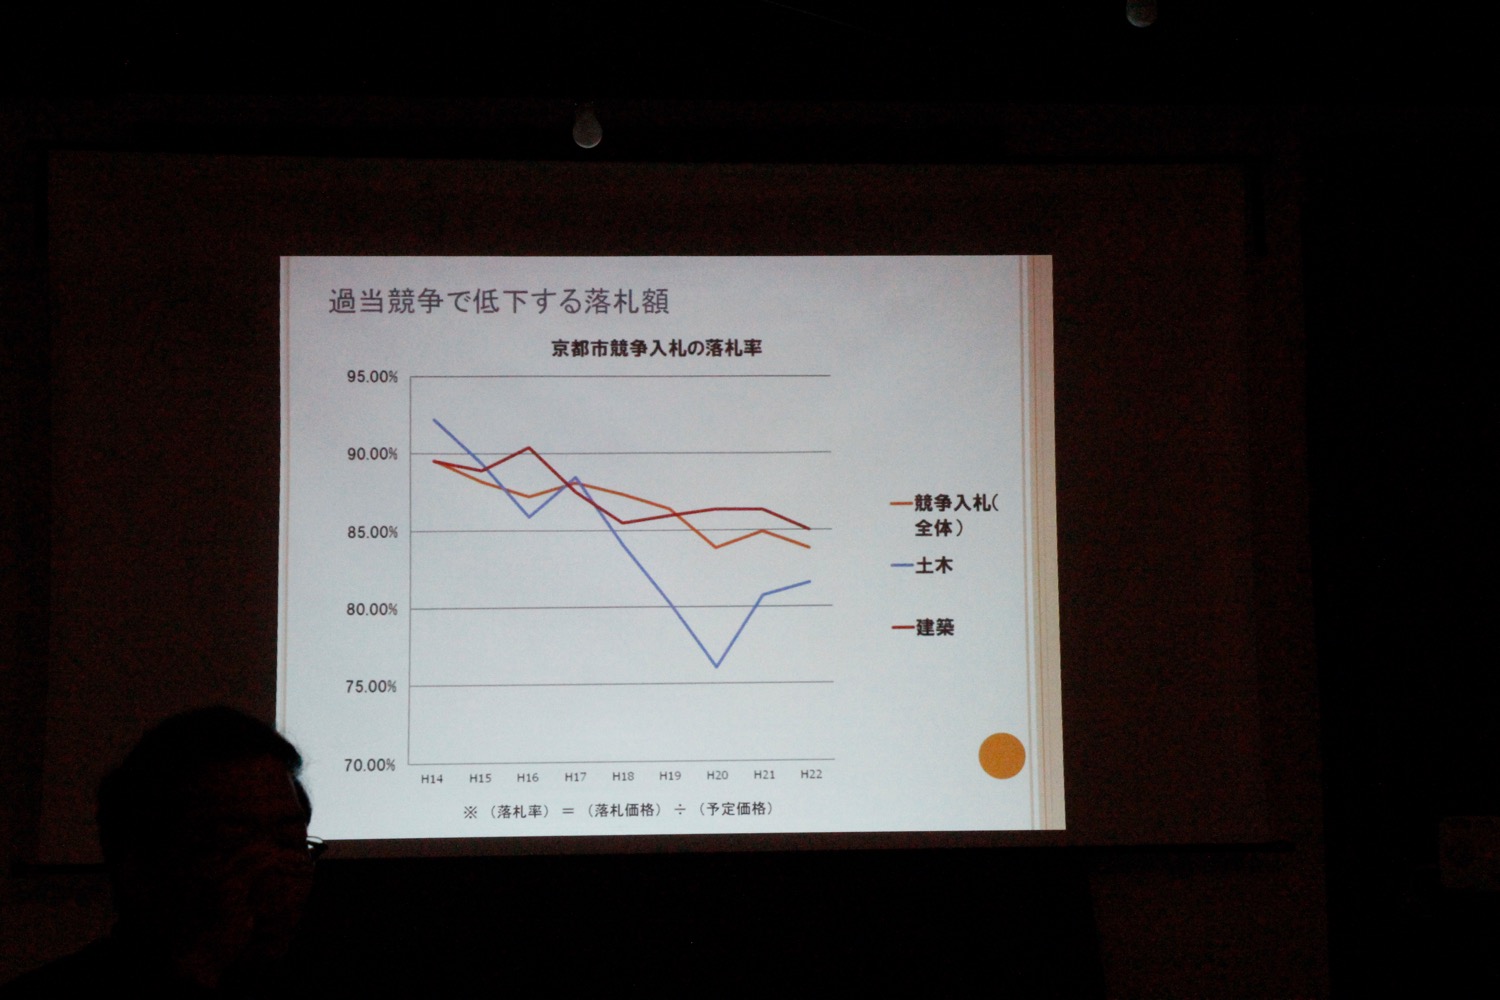 過当競争で低下する落札額
京都市競争入札の落札率
95.00%
90.00%
85.00%
80.00%
75.00%
70.00%
H14 H15 H16 H17 H18 H19 H20 H21 H22
競争入札(
全体)
土木
建築
※（落札率）＝（落札価格）÷（予定価格）